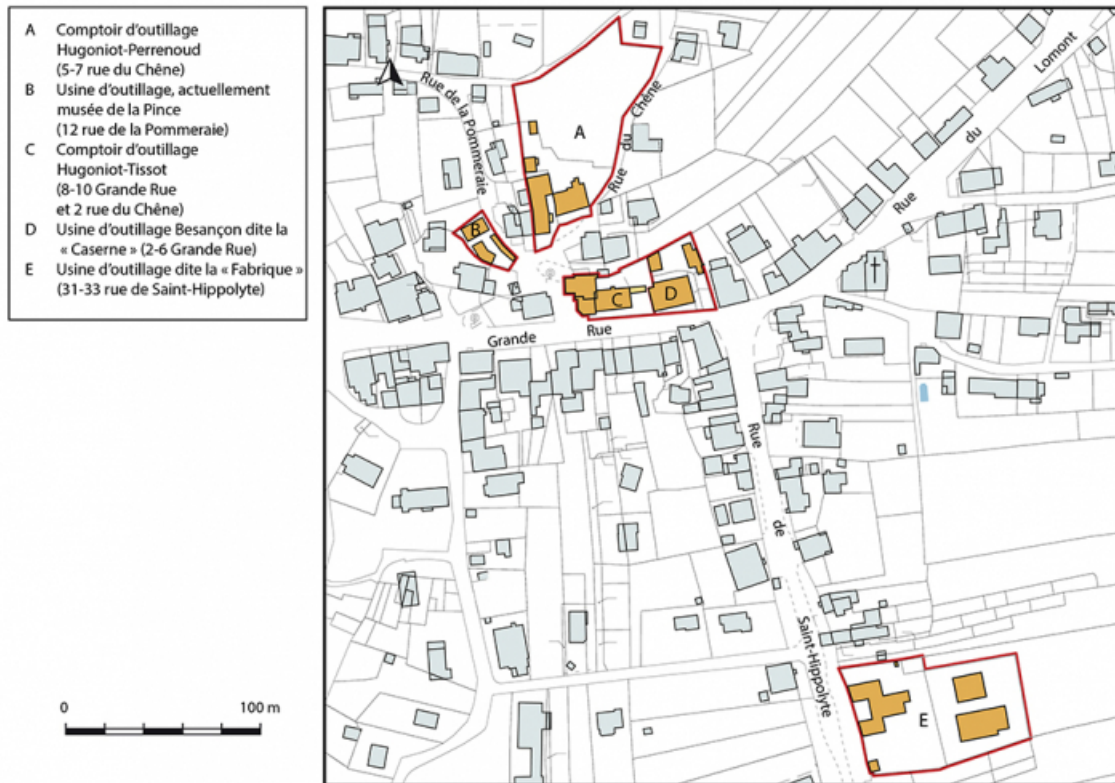 A Comptoir d'outillage
Hugoniot-Perrenoud
(5-7 rue du Chêne)
B Usine d'outillage, actuellement
musée de la Pince
(12 rue de la Pommeraie)
C Comptoir d'outillage
Hugoniot-Tissot
(8-10 Grande Rue
et 2 rue du Chêne)
D Usine d'outillage Besançon dite la
« Caserne » (2-6 Grande Rue)
E Usine d'outillage dite la « Fabrique »
(31-33 rue de Saint-Hippolyte)
0 100 m
Rue de la Pommeraie
A
Rue du Chêne
Rue du Lomont
B
C
D
Grande Rue
Rue de Saint-Hippolyte
E